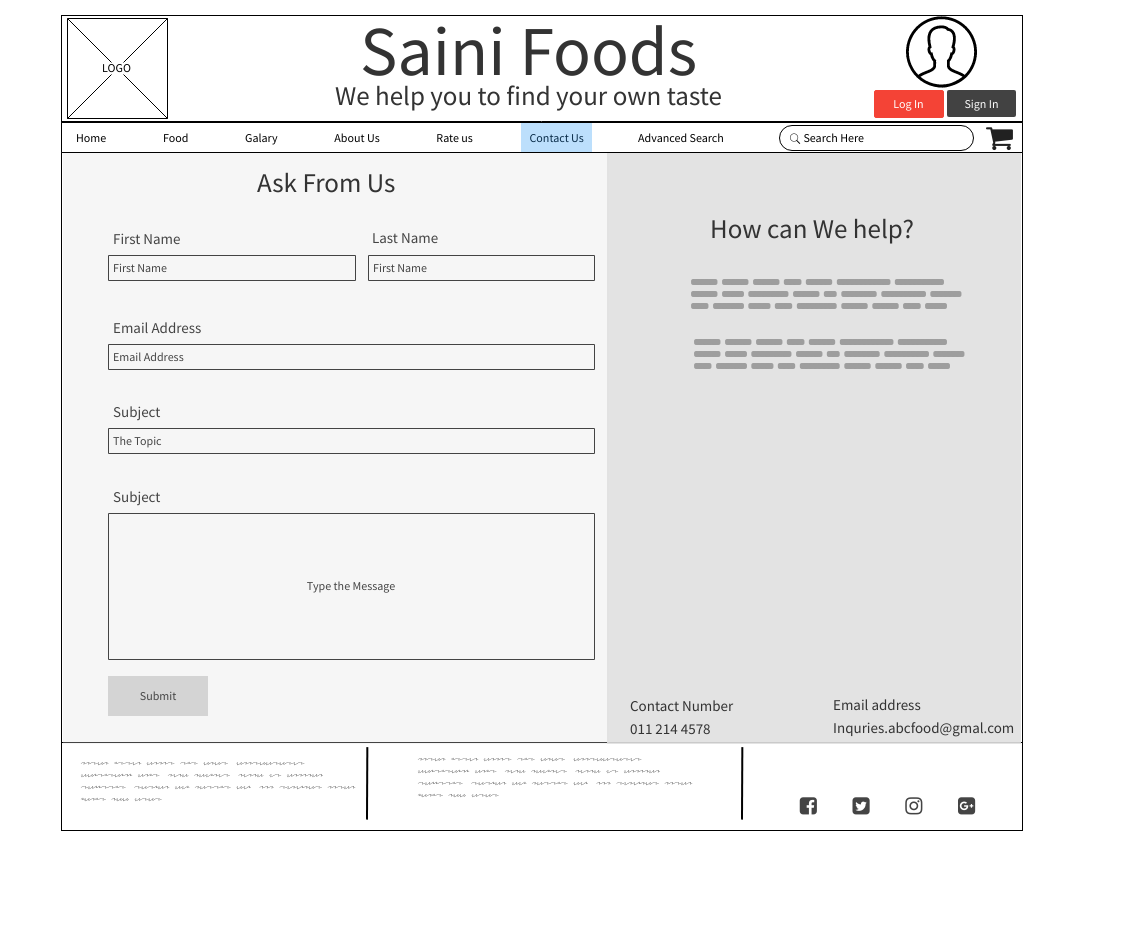 LOGO
Saini Foods
We help you to find your own taste
Log In
Sign In
Home
Food
Galary
About Us
Rate us
Contact Us
Advanced Search
Search Here
Ask From Us
First Name
Last Name
First Name
First Name
Email Address
Email Address
Subject
The Topic
Subject
Type the Message
Submit
How can We help?
Contact Number
011 214 4578
Email address
Inquries.abcfood@gmal.com